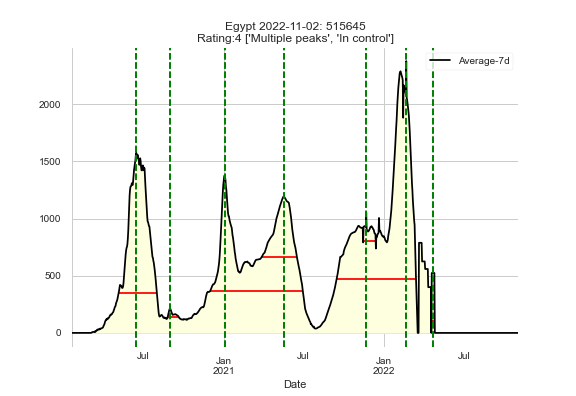 Egypt 2022-11-02: 515645
Rating:4 ['Multiple peaks', 'In control']
Average-7d
2500
2000
1500
1000
500
0
Jul
Jan
2021
Jul
Jan
2022
Jul
Date